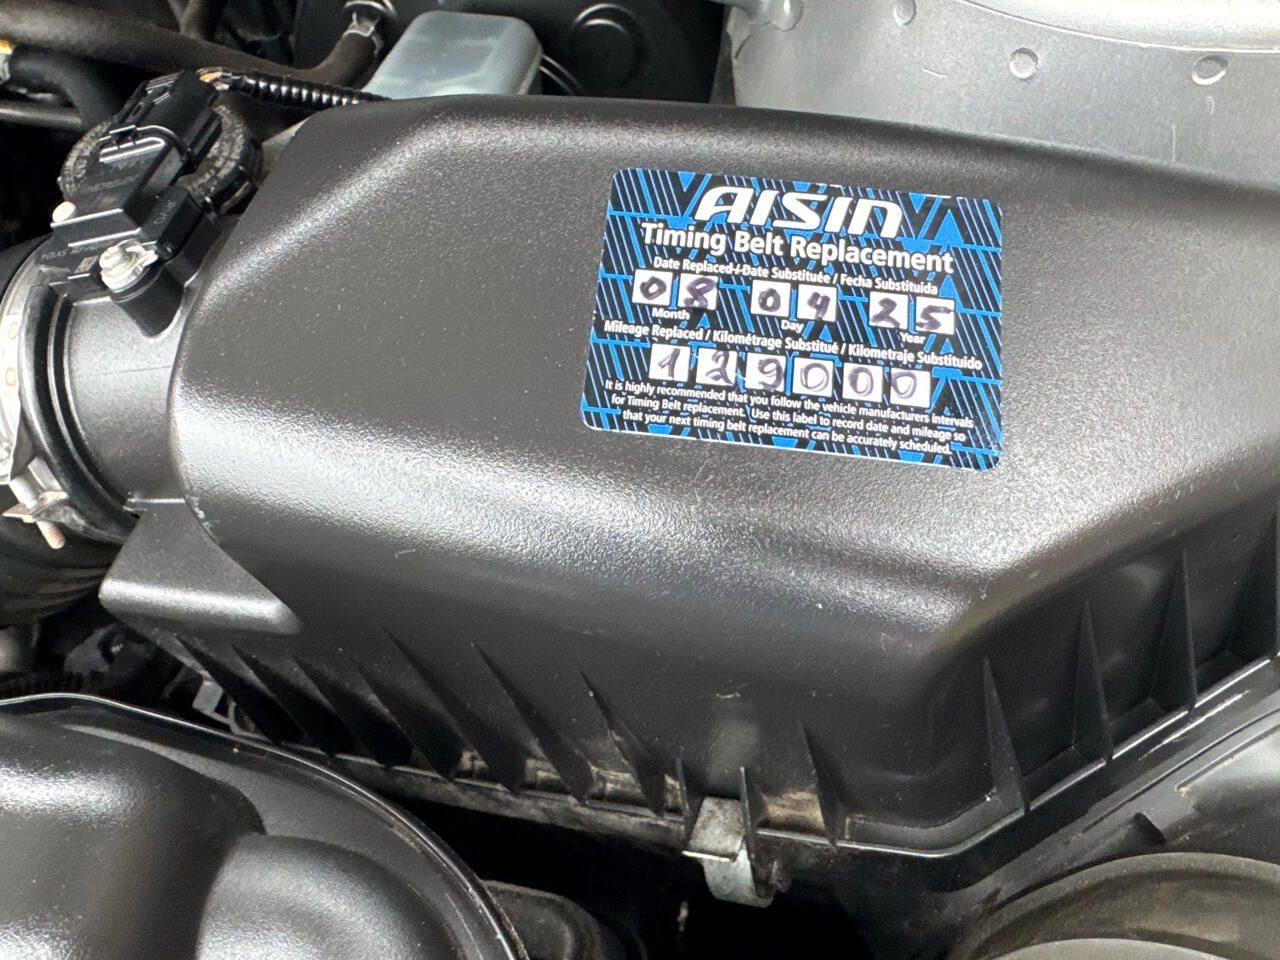 AISIN
Timing Belt Replacement
Date Replaced / Date Substituée / Fecha Substituida
08 04 25
Month Day Year
Mileage Replaced / Kilométrage Substitué / Kilometraje Substituido
129000
It is highly recommended that you follow the vehicle manufacturers intervals
for Timing Belt replacement. Use this label to record date and mileage so
that your next timing belt replacement can be accurately scheduled.